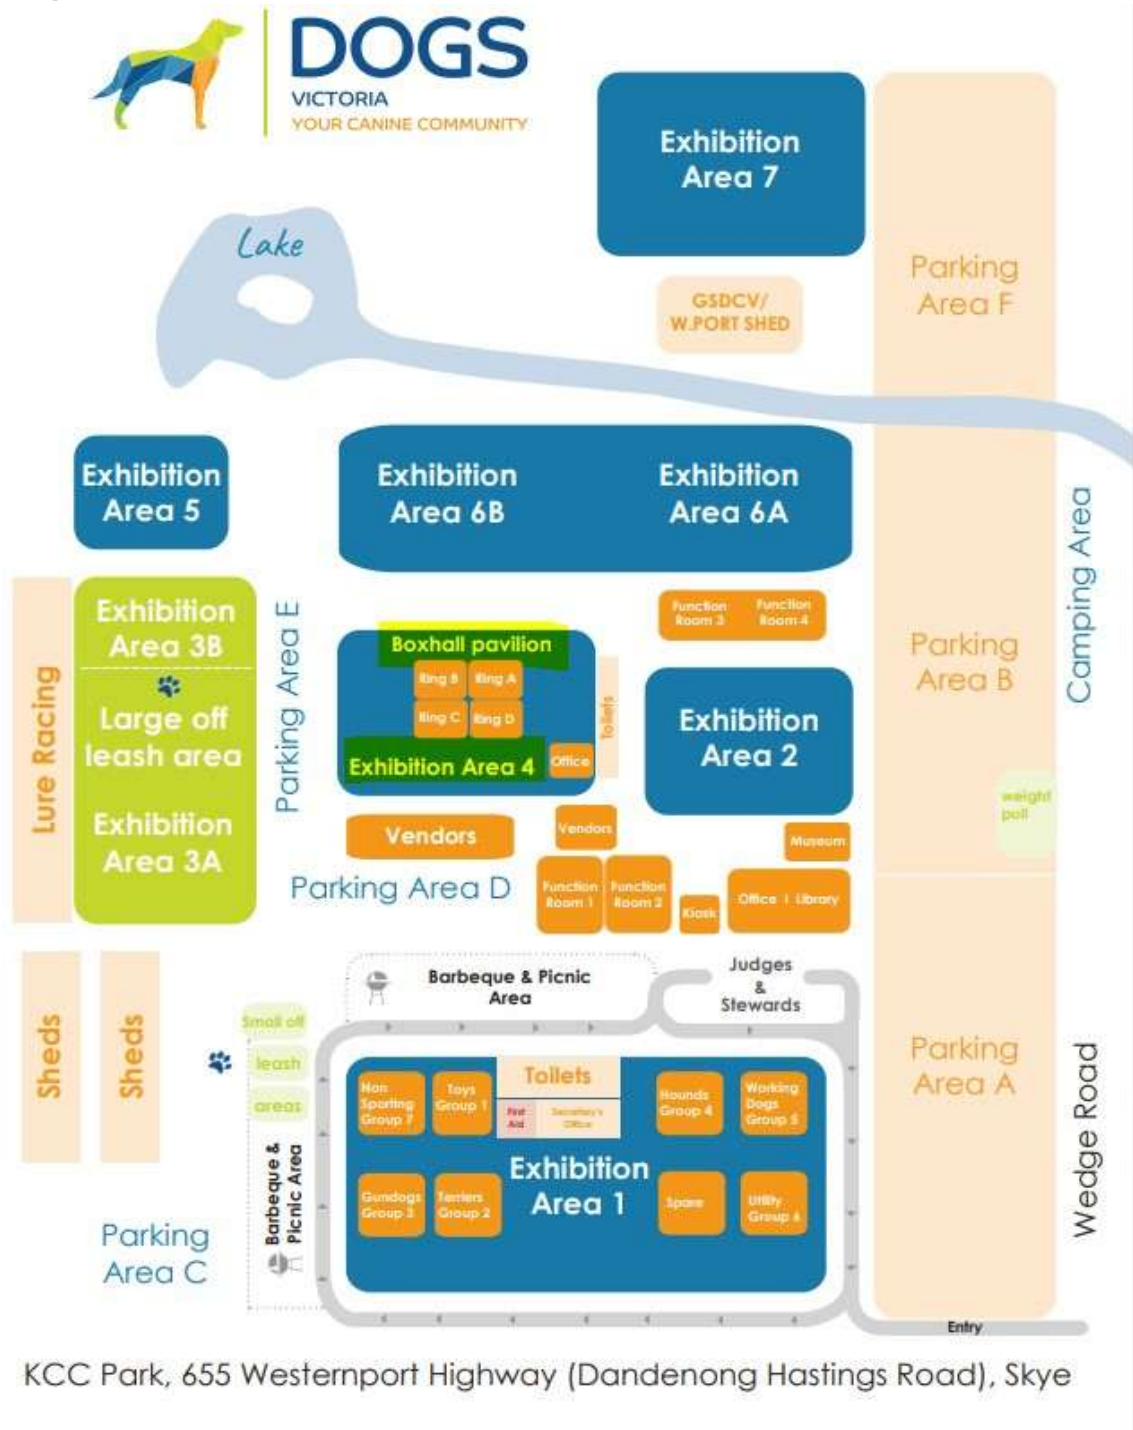 DOGS
VICTORIA
YOUR CANINE COMMUNITY
Exhibition
Area 7
Lake
Parking
Area F
GSDCV/
W.PORT SHED
Exhibition
Area 5
Exhibition
Area 6B
Exhibition
Area 6A
Camping Area
Lure Racing
Exhibition
Area 3B
Large off
leash area
Exhibition
Area 3A
Parking Area E
Boxhall pavilion
Ring B
Ring A
Ring C
Ring D
Exhibition Area 4
Office
Toilets
Function
Room 3
Function
Room 4
Exhibition
Area 2
Parking
Area B
weight
pull
Vendors
Vendors
Museum
Parking Area D
Function
Room 1
Function
Room 2
Kiosk
Office | Library
Sheds
Sheds
Barbeque & Picnic
Area
Judges
&
Stewards
Small off
leash
areas
Barbeque &
Picnic Area
Non
Sporting
Group 7
Toys
Group 1
Toilets
First
Aid
Secretary's
Office
Hounds
Group 4
Working
Dogs
Group 5
Exhibition
Area 1
Gundogs
Group 3
Terriers
Group 2
Spare
Utility
Group 6
Parking
Area A
Wedge Road
Parking
Area C
Entry
KCC Park, 655 Westernport Highway (Dandenong Hastings Road), Skye